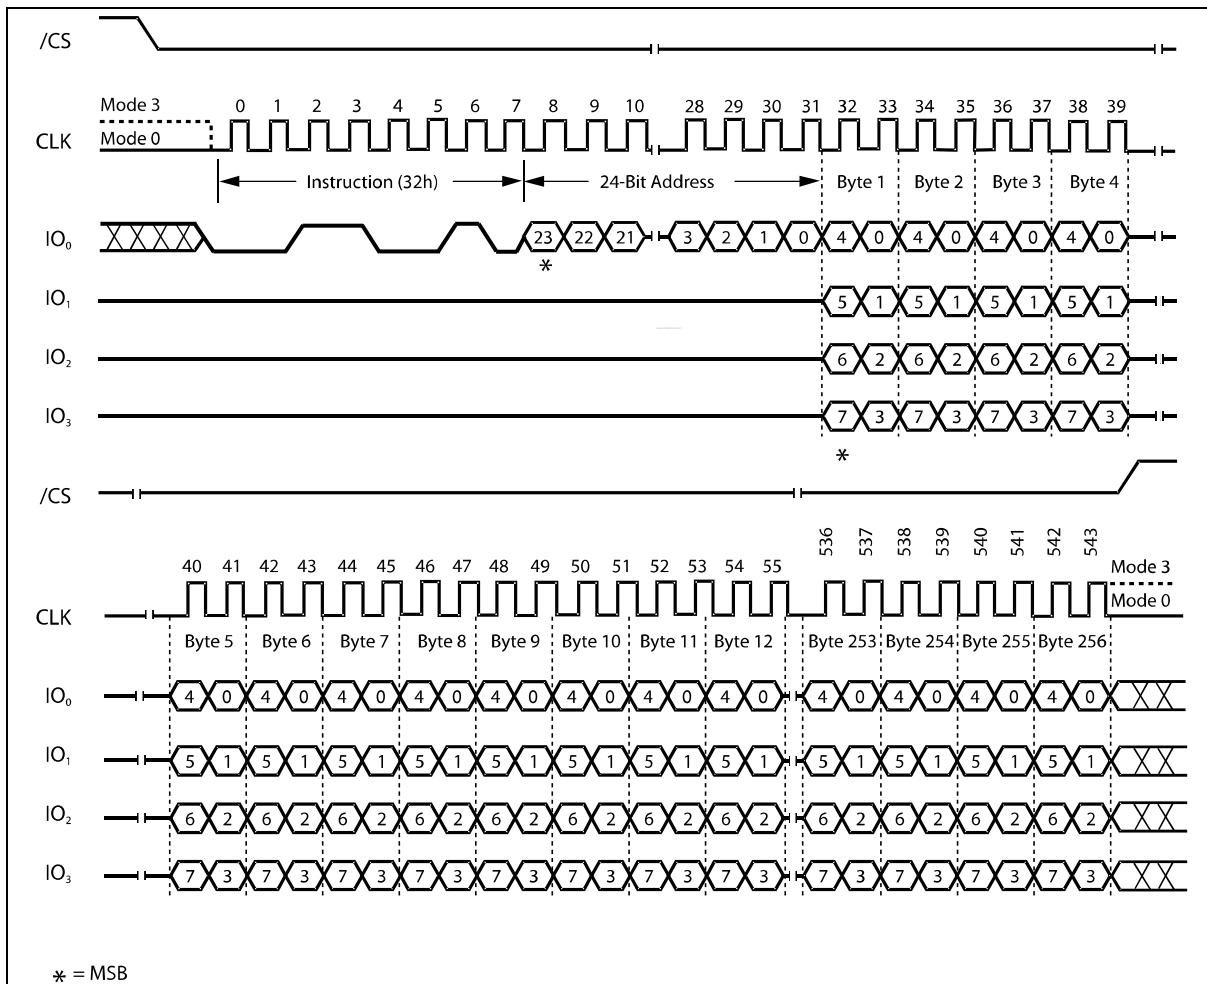 /CS
Mode 3
0 1 2 3 4 5 6 7 8 9 10 28 29 30 31 32 33 34 35 36 37 38 39
CLK
Mode 0
Instruction (32h) 24-Bit Address Byte 1 Byte 2 Byte 3 Byte 4
IO0 23 22 21 3 2 1 0 4 0 4 0 4 0 4 0
*
IO1 5 1 5 1 5 1 5 1
IO2 6 2 6 2 6 2 6 2
IO3 7 3 7 3 7 3 7 3
*
/CS
40 41 42 43 44 45 46 47 48 49 50 51 52 53 54 55 536 537 538 539 540 541 542 543
Mode 3
CLK
Mode 0
Byte 5 Byte 6 Byte 7 Byte 8 Byte 9 Byte 10 Byte 11 Byte 12 Byte 253 Byte 254 Byte 255 Byte 256
IO0 4 0 4 0 4 0 4 0 4 0 4 0 4 0 4 0 4 0 4 0 4 0 4 0
IO1 5 1 5 1 5 1 5 1 5 1 5 1 5 1 5 1 5 1 5 1 5 1 5 1
IO2 6 2 6 2 6 2 6 2 6 2 6 2 6 2 6 2 6 2 6 2 6 2 6 2
IO3 7 3 7 3 7 3 7 3 7 3 7 3 7 3 7 3 7 3 7 3 7 3 7 3
* = MSB